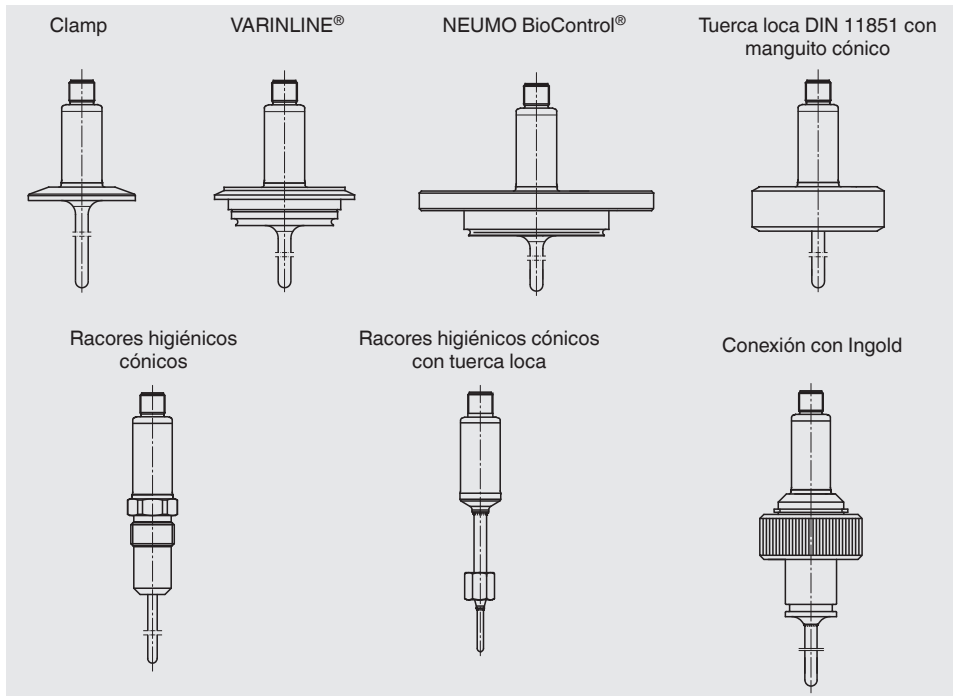 Clamp
VARINLINE®
NEUMO BioControl®
Tuerca loca DIN 11851 con
manguito cónico
Racores higiénicos
cónicos
Racores higiénicos cónicos
con tuerca loca
Conexión con Ingold